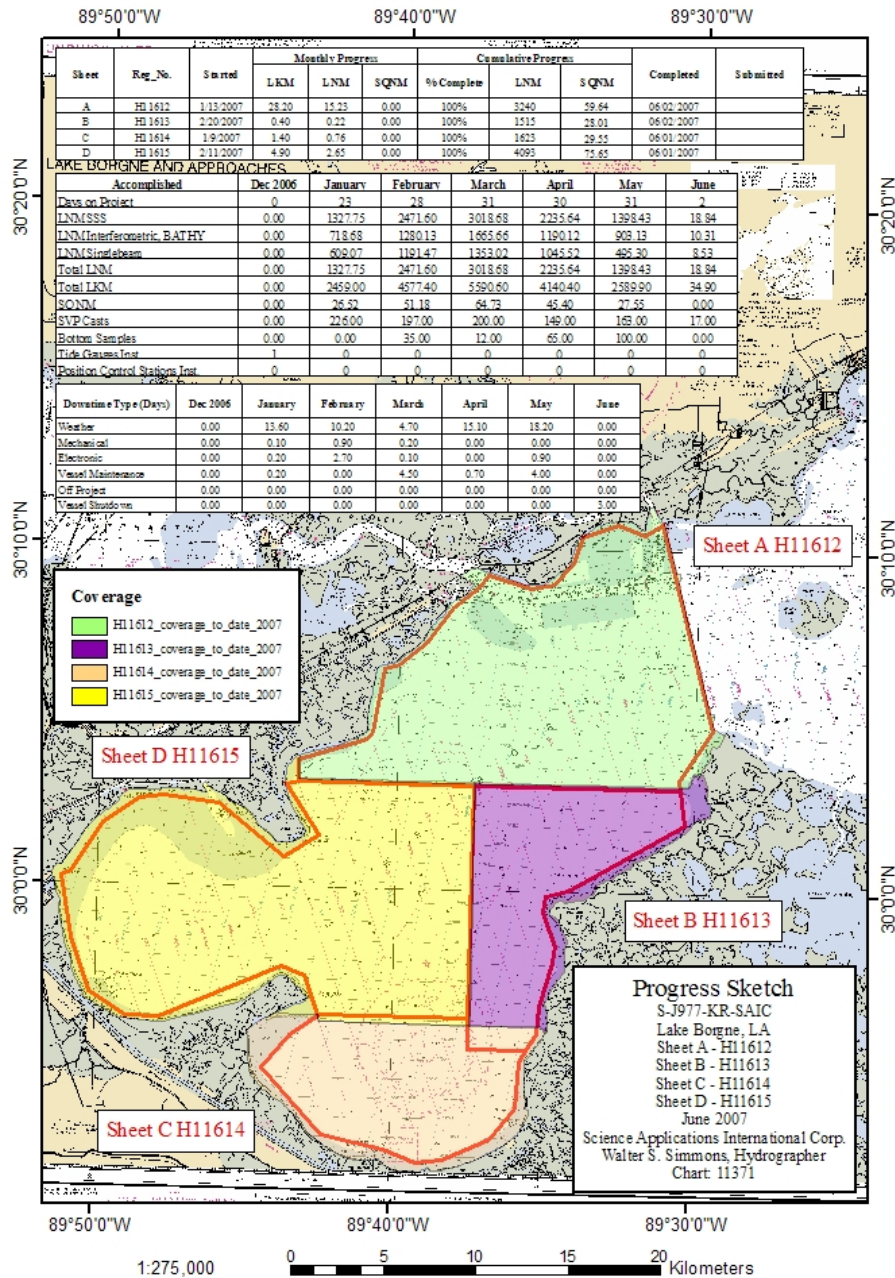 89°50'0"W 89°40'0"W 89°30'0"W
Monthly Progress Cumulative Progress
Sheet Reg_No. Started LKM LNM SQNM % Complete LNM SQNM Completed Submitted
A H11612 1/13/2007 28.20 15.23 0.00 100% 3240 59.64 06/02/2007
B H11613 2/20/2007 0.40 0.22 0.00 100% 1515 28.01 06/02/2007
C H11614 1/9/2007 1.40 0.76 0.00 100% 1623 29.55 06/01/2007
D H11615 2/11/2007 4.90 2.65 0.00 100% 4093 75.65 06/01/2007
LAKE BORGNE AND APPROACHES
Accomplished Dec 2006 January February March April May June
Days on Project 0 23 28 31 30 31 2
LNM SSS 0.00 1327.75 2471.60 3018.68 2235.64 1398.43 18.84
LNM Interferometric, BATHY 0.00 718.68 1280.13 1665.66 1190.12 903.13 10.31
LNM Singlebeam 0.00 609.07 1191.47 1353.02 1045.52 495.30 8.53
Total LNM 0.00 1327.75 2471.60 3018.68 2235.64 1398.43 18.84
Total LKM 0.00 2459.00 4577.40 5590.60 4140.40 2589.90 34.90
SQNM 0.00 26.52 51.18 64.73 45.40 27.55 0.00
SVP Casts 0.00 226.00 197.00 200.00 149.00 163.00 17.00
Bottom Samples 0.00 0.00 35.00 12.00 65.00 100.00 0.00
Tide Gauges Inst. 1 0 0 0 0 0 0
Position Control Stations Inst. 0 0 0 0 0 0 0
Downtime Type (Days) Dec 2006 January February March April May June
Weather 0.00 13.60 10.20 4.70 15.10 18.20 0.00
Mechanical 0.00 0.10 0.90 0.20 0.00 0.00 0.00
Electronic 0.00 0.20 2.70 0.10 0.00 0.90 0.00
Vessel Maintenance 0.00 0.20 0.00 4.50 0.70 4.00 0.00
Off Project 0.00 0.00 0.00 0.00 0.00 0.00 0.00
Vessel Shutdown 0.00 0.00 0.00 0.00 0.00 0.00 3.00
30°20'0"N
30°20'0"N
30°10'0"N
30°10'0"N
30°0'0"N
30°0'0"N
Sheet A H11612
Coverage
H11612_coverage_to_date_2007
H11613_coverage_to_date_2007
H11614_coverage_to_date_2007
H11615_coverage_to_date_2007
Sheet D H11615
Sheet B H11613
Sheet C H11614
Progress Sketch
S-J977-KR-SAIC
Lake Borgne, LA
Sheet A - H11612
Sheet B - H11613
Sheet C - H11614
Sheet D - H11615
June 2007
Science Applications International Corp.
Walter S. Simmons, Hydrographer
Chart: 11371
89°50'0"W 89°40'0"W 89°30'0"W
1:275,000 0 5 10 15 20 Kilometers